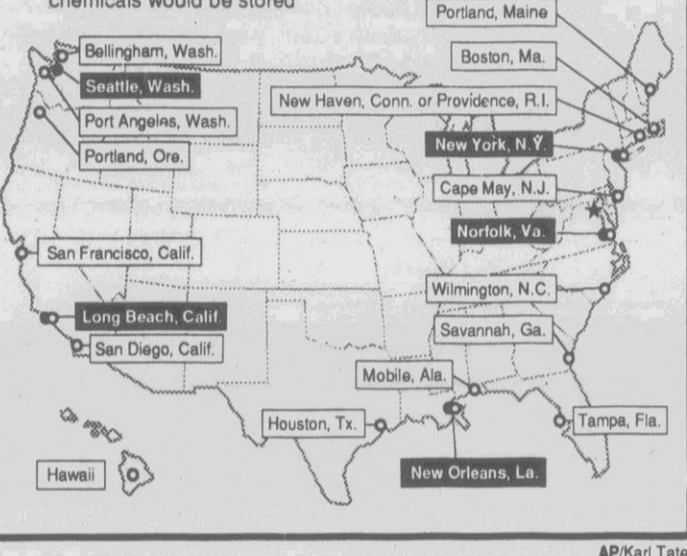 chemicals would be stored
Portland, Maine
Bellingham, Wash.
Boston, Ma.
Seattle, Wash.
New Haven, Conn. or Providence, R.I.
Port Angeles, Wash.
New York, N.Y.
Portland, Ore.
Cape May, N.J.
Norfolk, Va.
San Francisco, Calif.
Wilmington, N.C.
Long Beach, Calif.
Savannah, Ga.
San Diego, Calif.
Mobile, Ala.
Houston, Tx.
Tampa, Fla.
Hawaii
New Orleans, La.
AP/Karl Tate